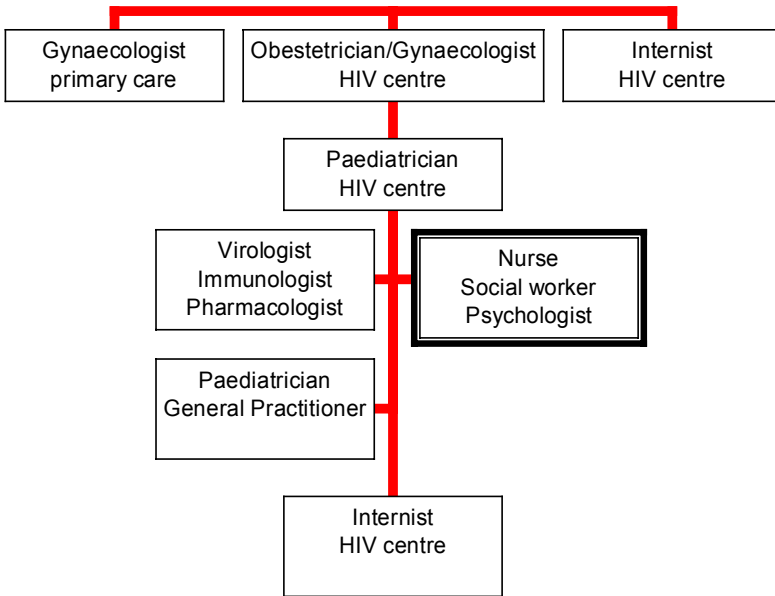 Gynaecologist
primary care
Obestetrician/Gynaecologist
HIV centre
Internist
HIV centre
Paediatrician
HIV centre
Virologist
Immunologist
Pharmacologist
Nurse
Social worker
Psychologist
Paediatrician
General Practitioner
Internist
HIV centre